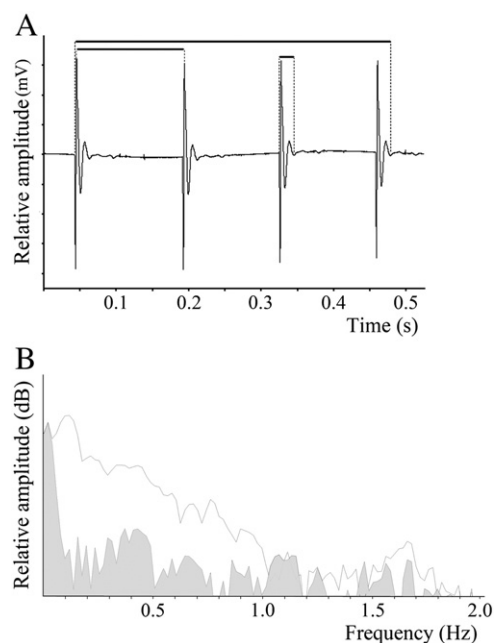 A
Relative amplitude (mV)
0.1 0.2 0.3 0.4 0.5
Time (s)
B
Relative amplitude (dB)
0.5 1.0 1.5 2.0
Frequency (Hz)